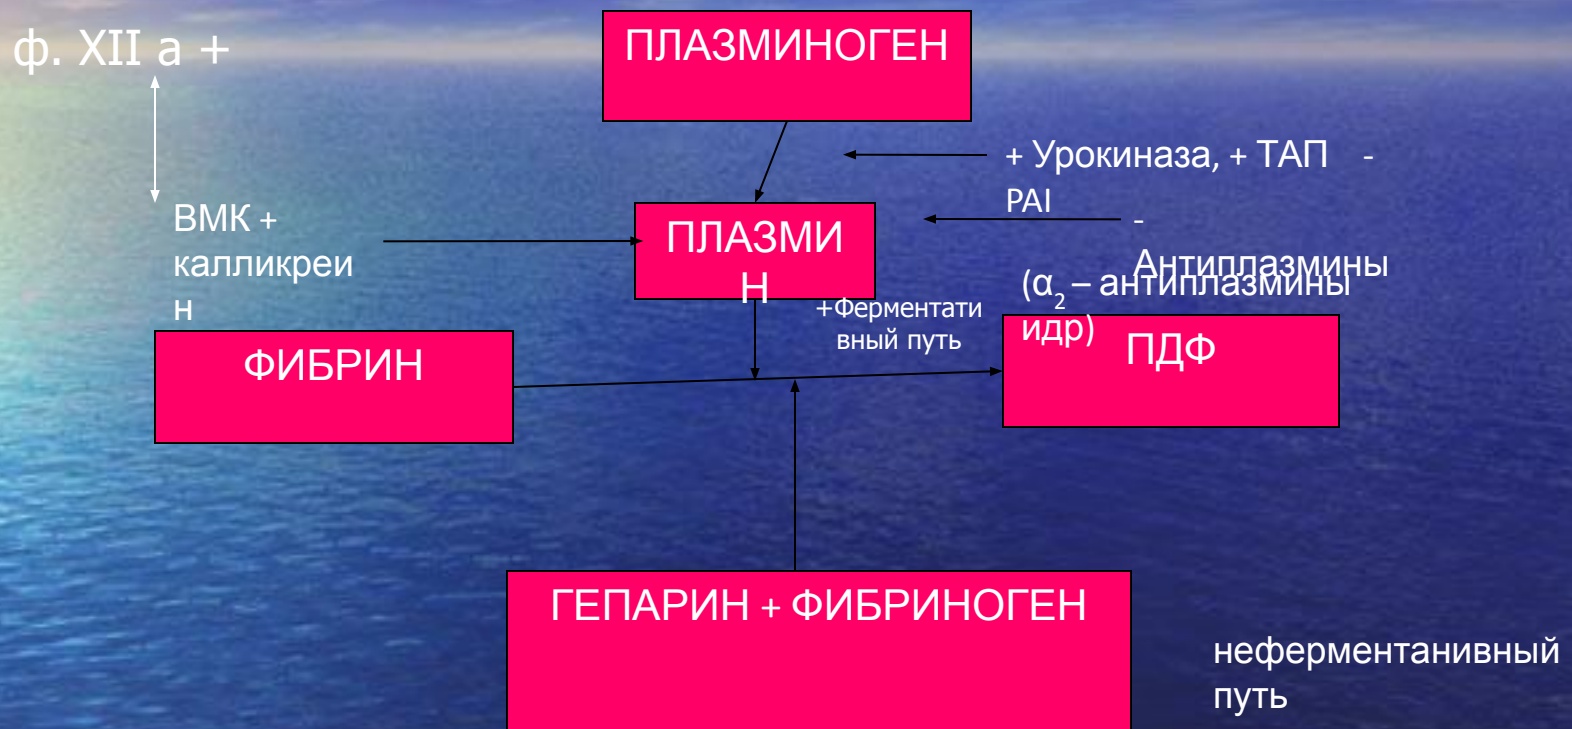 ф. XII а +
ПЛАЗМИНОГЕН
+ Урокиназа, + ТАП -
PAI
ВМК +
калликреи
н
ПЛАЗМИ
Н
-
Антиплазмины
(α₂ – антиплазмины
идр)
+Ферментати
вный путь
ФИБРИН
ПДФ
ГЕПАРИН + ФИБРИНОГЕН
неферментанивный
путь